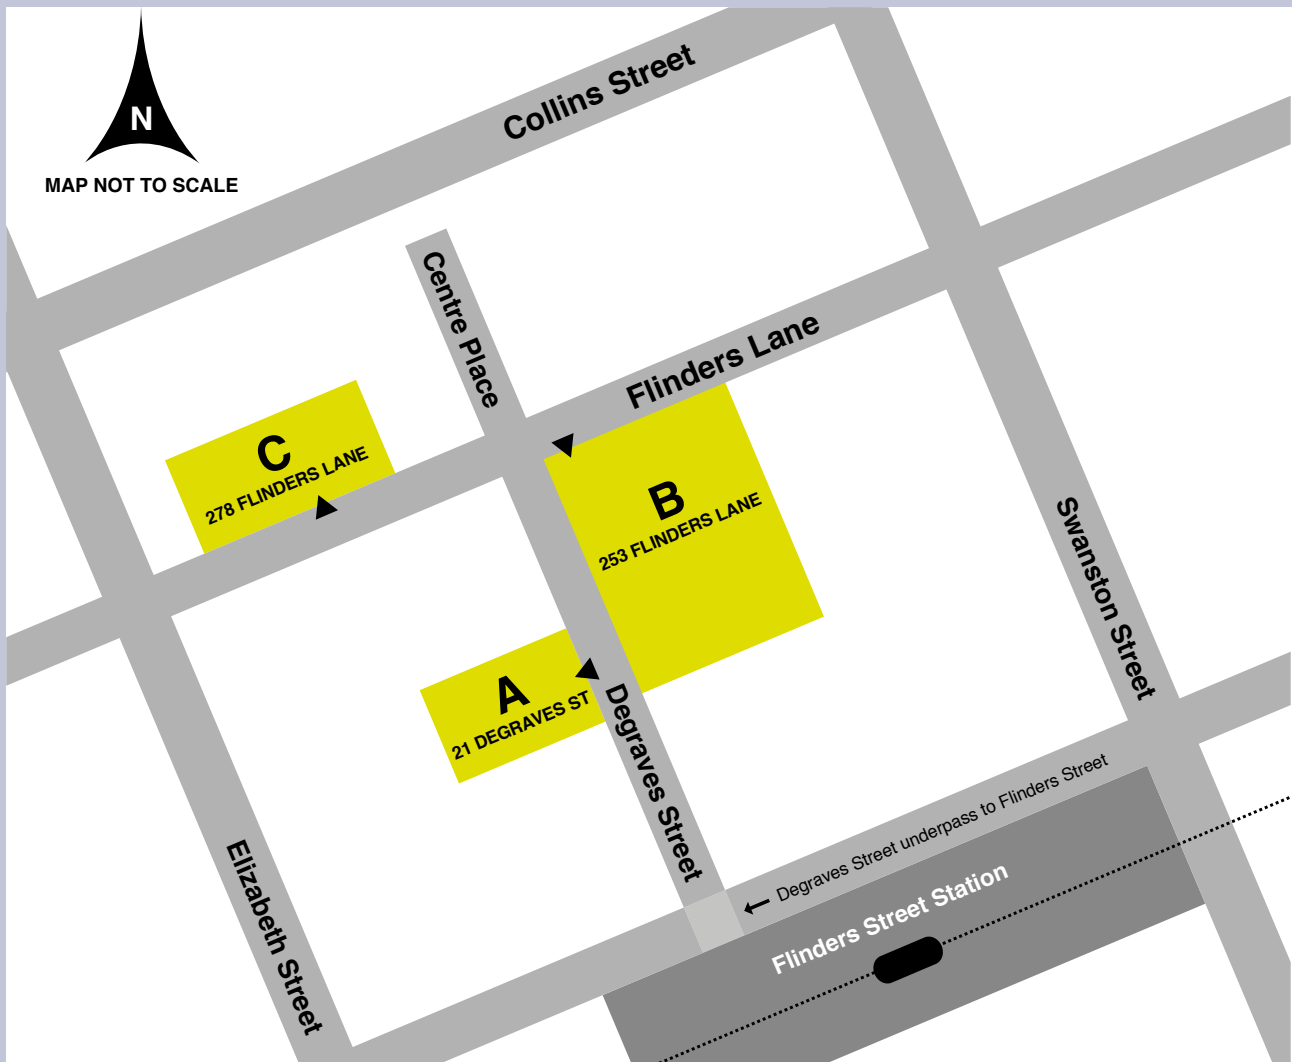 Collins Street
N
MAP NOT TO SCALE
Centre Place
Flinders Lane
C
278 FLINDERS LANE
B
253 FLINDERS LANE
Swanston Street
A
21 DEGRAVES ST
Degraves Street
Degraves Street underpass to Flinders Street
Elizabeth Street
Flinders Street Station